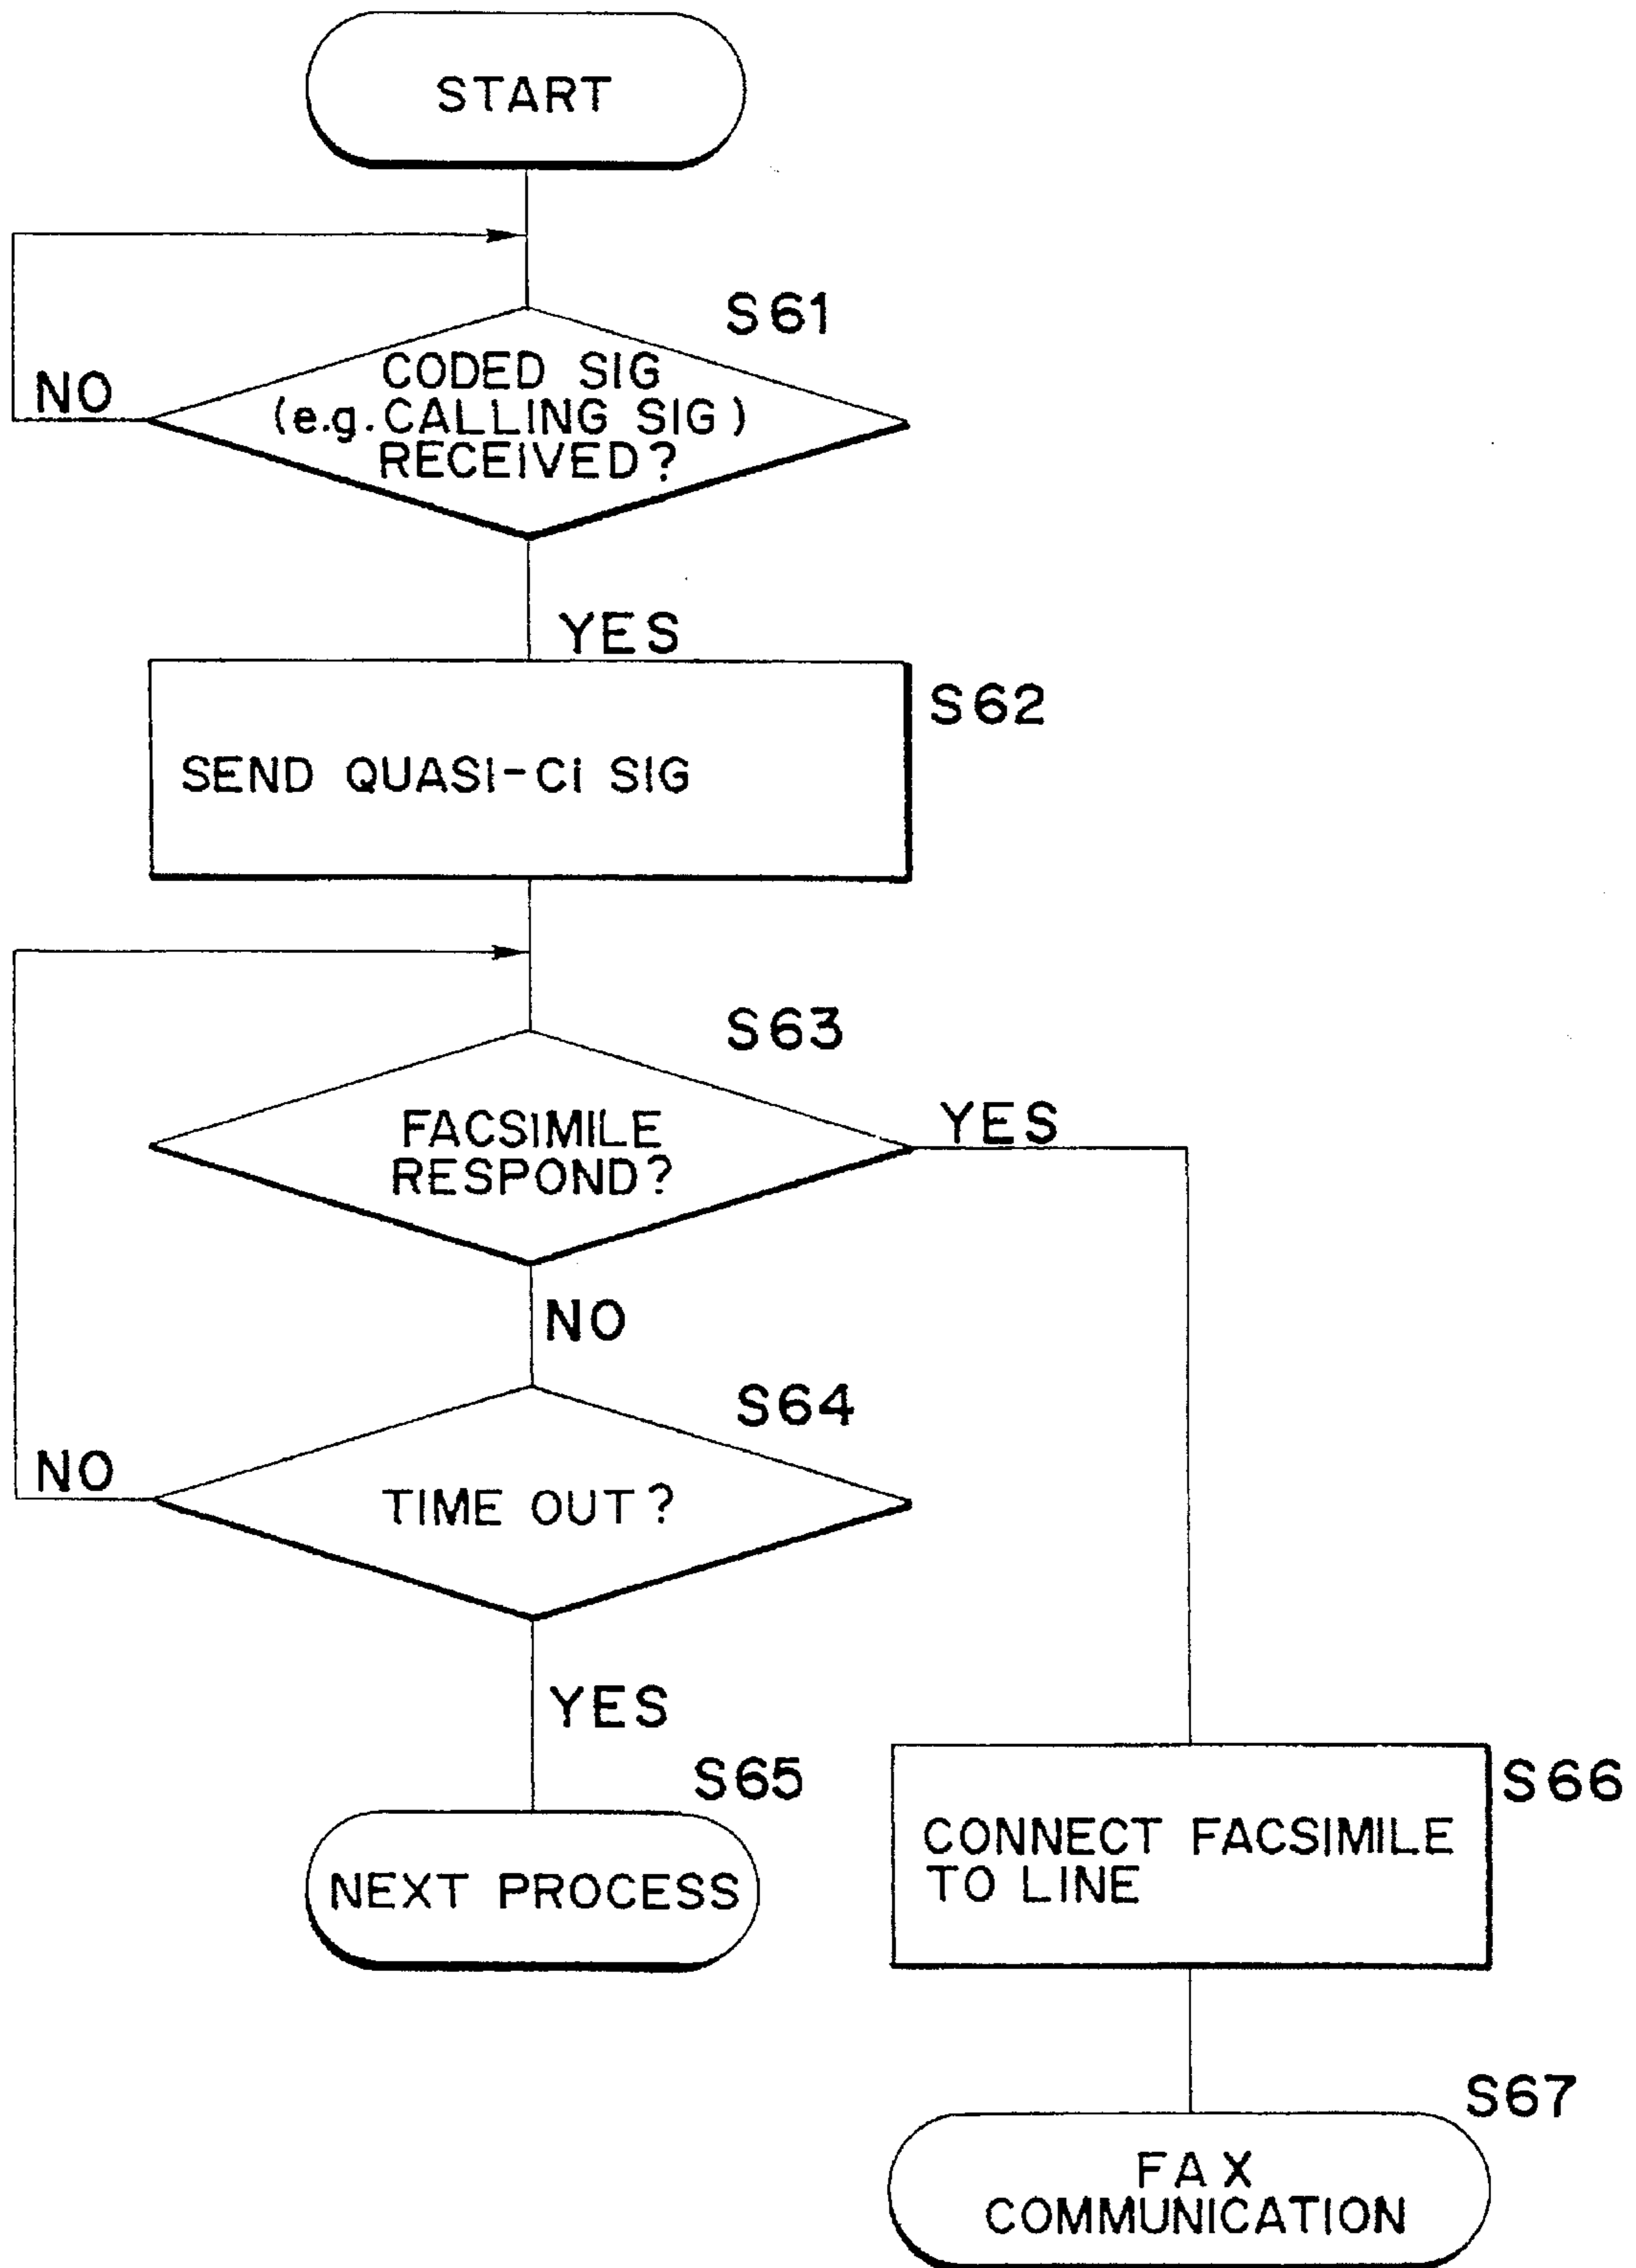 START
S61
NO
CODED SIG
(e.g. CALLING SIG)
RECEIVED?
YES
S62
SEND QUASI-CI SIG
S63
FACSIMILE
RESPOND?
YES
NO
S64
NO
TIME OUT?
YES
S65
NEXT PROCESS
S66
CONNECT FACSIMILE
TO LINE
S67
FAX
COMMUNICATION